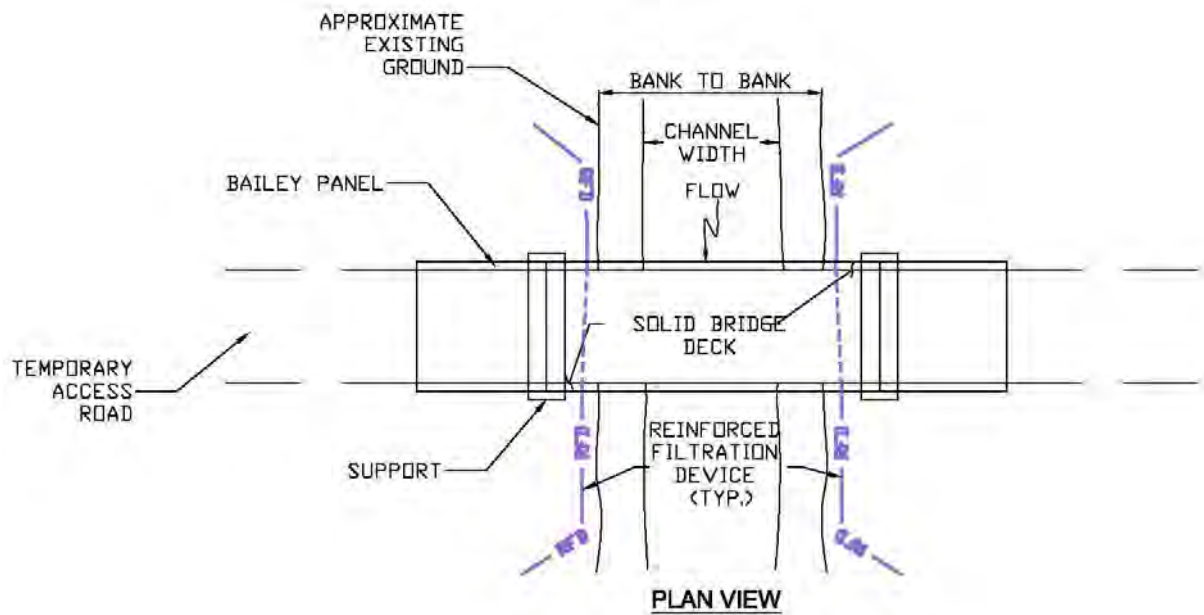 APPROXIMATE
EXISTING
GROUND
BANK TO BANK
CHANNEL
WIDTH
BAILEY PANEL
FLOW
SOLID BRIDGE
DECK
TEMPORARY
ACCESS
ROAD
REINFORCED
FILTRATION
DEVICE
(TYP.)
SUPPORT
PLAN VIEW